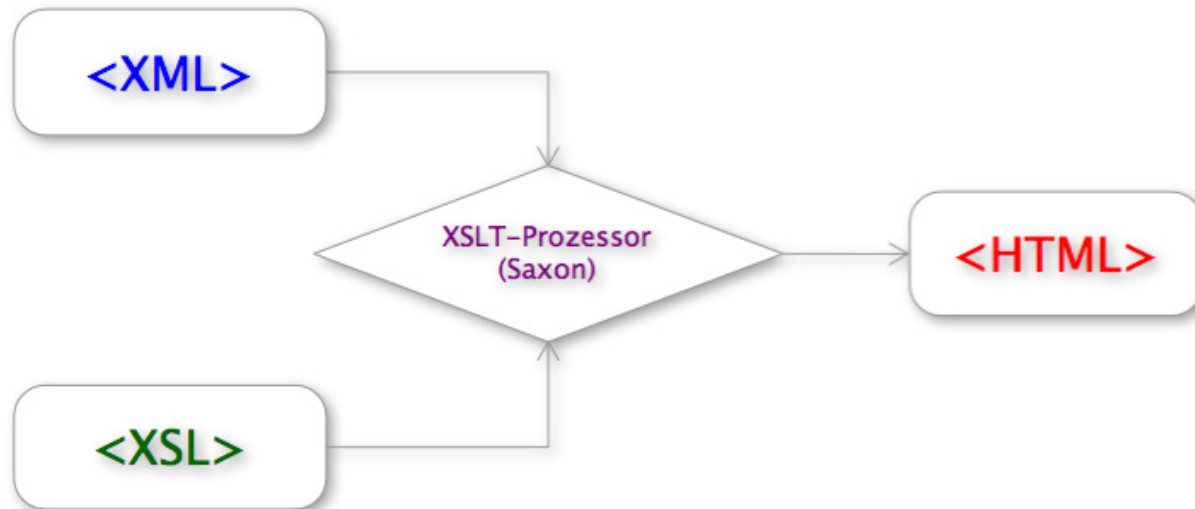 <XML>
XSLT-Prozessor
(Saxon)
<HTML>
<XSL>